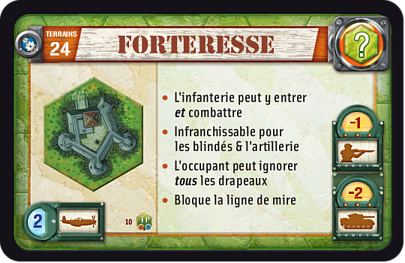 TERRAINS
24
FORTERESSE
?
L'infanterie peut y entrer
et combattre
Infranchissable pour
les blindés & l'artillerie
L'occupant peut ignorer
tous les drapeaux
Bloque la ligne de mire
-1
-2
2
10